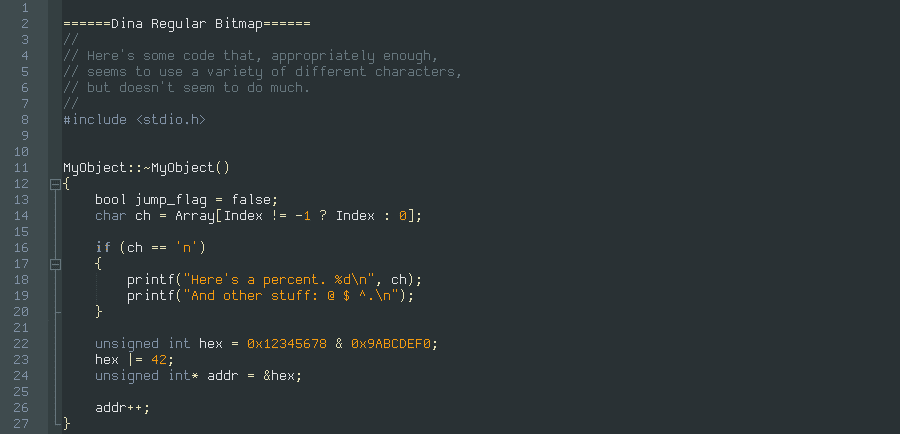 1
2 ======Dina Regular Bitmap======
3 //
4 // Here's some code that, appropriately enough,
5 // seems to use a variety of different characters,
6 // but doesn't seem to do much.
7 //
8 #include <stdio.h>
9
10
11 MyObject::~MyObject()
12 {
13     bool jump_flag = false;
14     char ch = Array[Index != -1 ? Index : 0];
15
16     if (ch == 'n')
17     {
18         printf("Here's a percent. %d\n", ch);
19         printf("And other stuff: @ $ ^.\n");
20     }
21
22     unsigned int hex = 0x12345678 & 0x9ABCDEF0;
23     hex |= 42;
24     unsigned int* addr = &hex;
25
26     addr++;
27 }